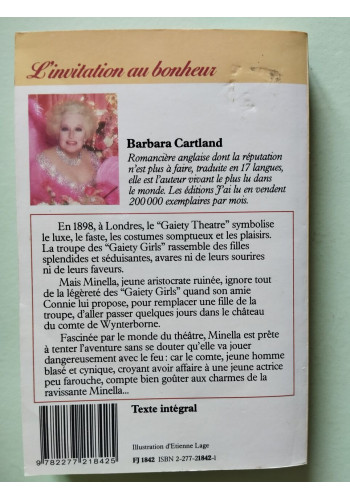 L'invitation au bonheur
Barbara Cartland
Romancière anglaise dont la réputation
n'est plus à faire, traduite en 17 langues,
elle est l'auteur vivant le plus lu dans
le monde. Les éditions J'ai lu en vendent
200 000 exemplaires par mois.
En 1898, à Londres, le "Gaiety Theatre" symbolise
le luxe, le faste, les costumes somptueux et les plaisirs.
La troupe des "Gaiety Girls" rassemble des filles
splendides et séduisantes, avares ni de leurs sourires
ni de leurs faveurs.
Mais Minella, jeune aristocrate ruinée, ignore tout
de la légèreté des "Gaiety Girls" quand son amie
Connie lui propose, pour remplacer une fille de la
troupe, d'aller passer quelques jours dans le château
du comte de Wynterborne.
Fascinée par le monde du théâtre, Minella est prête
à tenter l'aventure sans se douter qu'elle va jouer
dangereusement avec le feu : car le comte, jeune homme
blasé et cynique, croyant avoir affaire à une jeune actrice
peu farouche, compte bien goûter aux charmes de la
ravissante Minella...
Texte intégral
Illustration d'Etienne Lage
9 782277 218425
FJ 1842 ISBN 2-277-21842-1